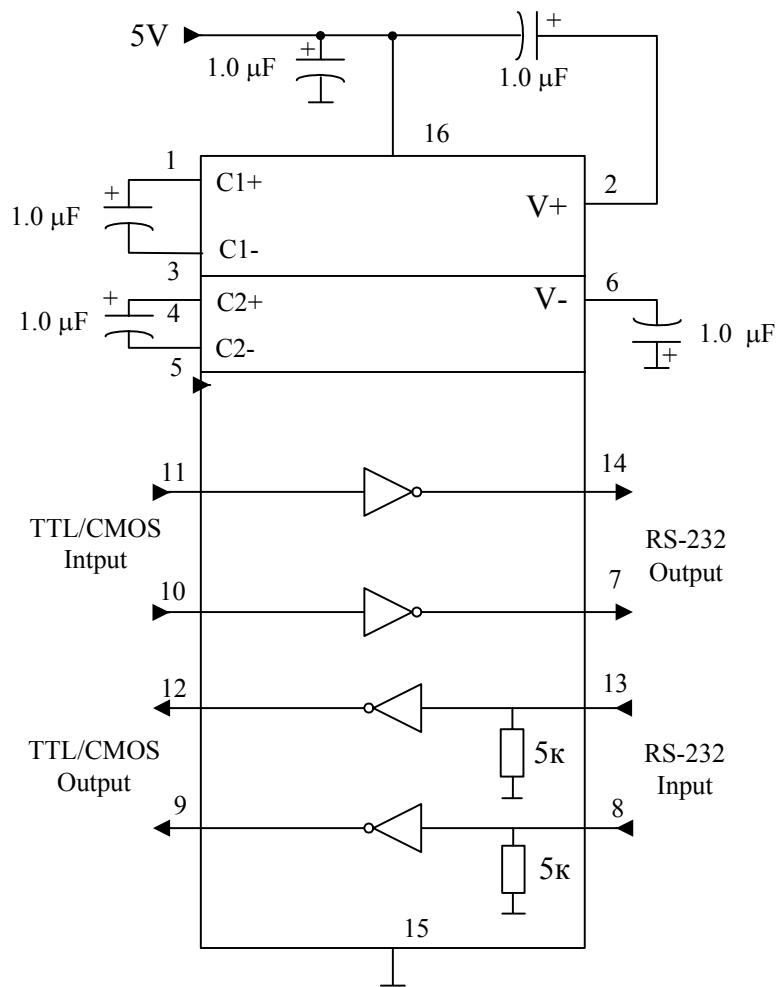 5V
+
1.0 μF
+
1.0 μF
16
1
C1+
2
V+
+
1.0 μF
C1-
3
6
V-
+
4
C2+
1.0 μF
1.0 μF
C2-
+
5
11
14
TTL/CMOS
Intput
RS-232
Output
10
7
12
13
TTL/CMOS
Output
5к
RS-232
Input
9
8
5к
15